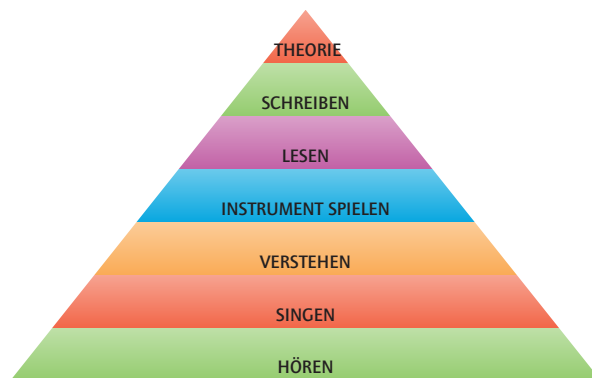 THEORIE
SCHREIBEN
LESEN
INSTRUMENT SPIELEN
VERSTEHEN
SINGEN
HÖREN